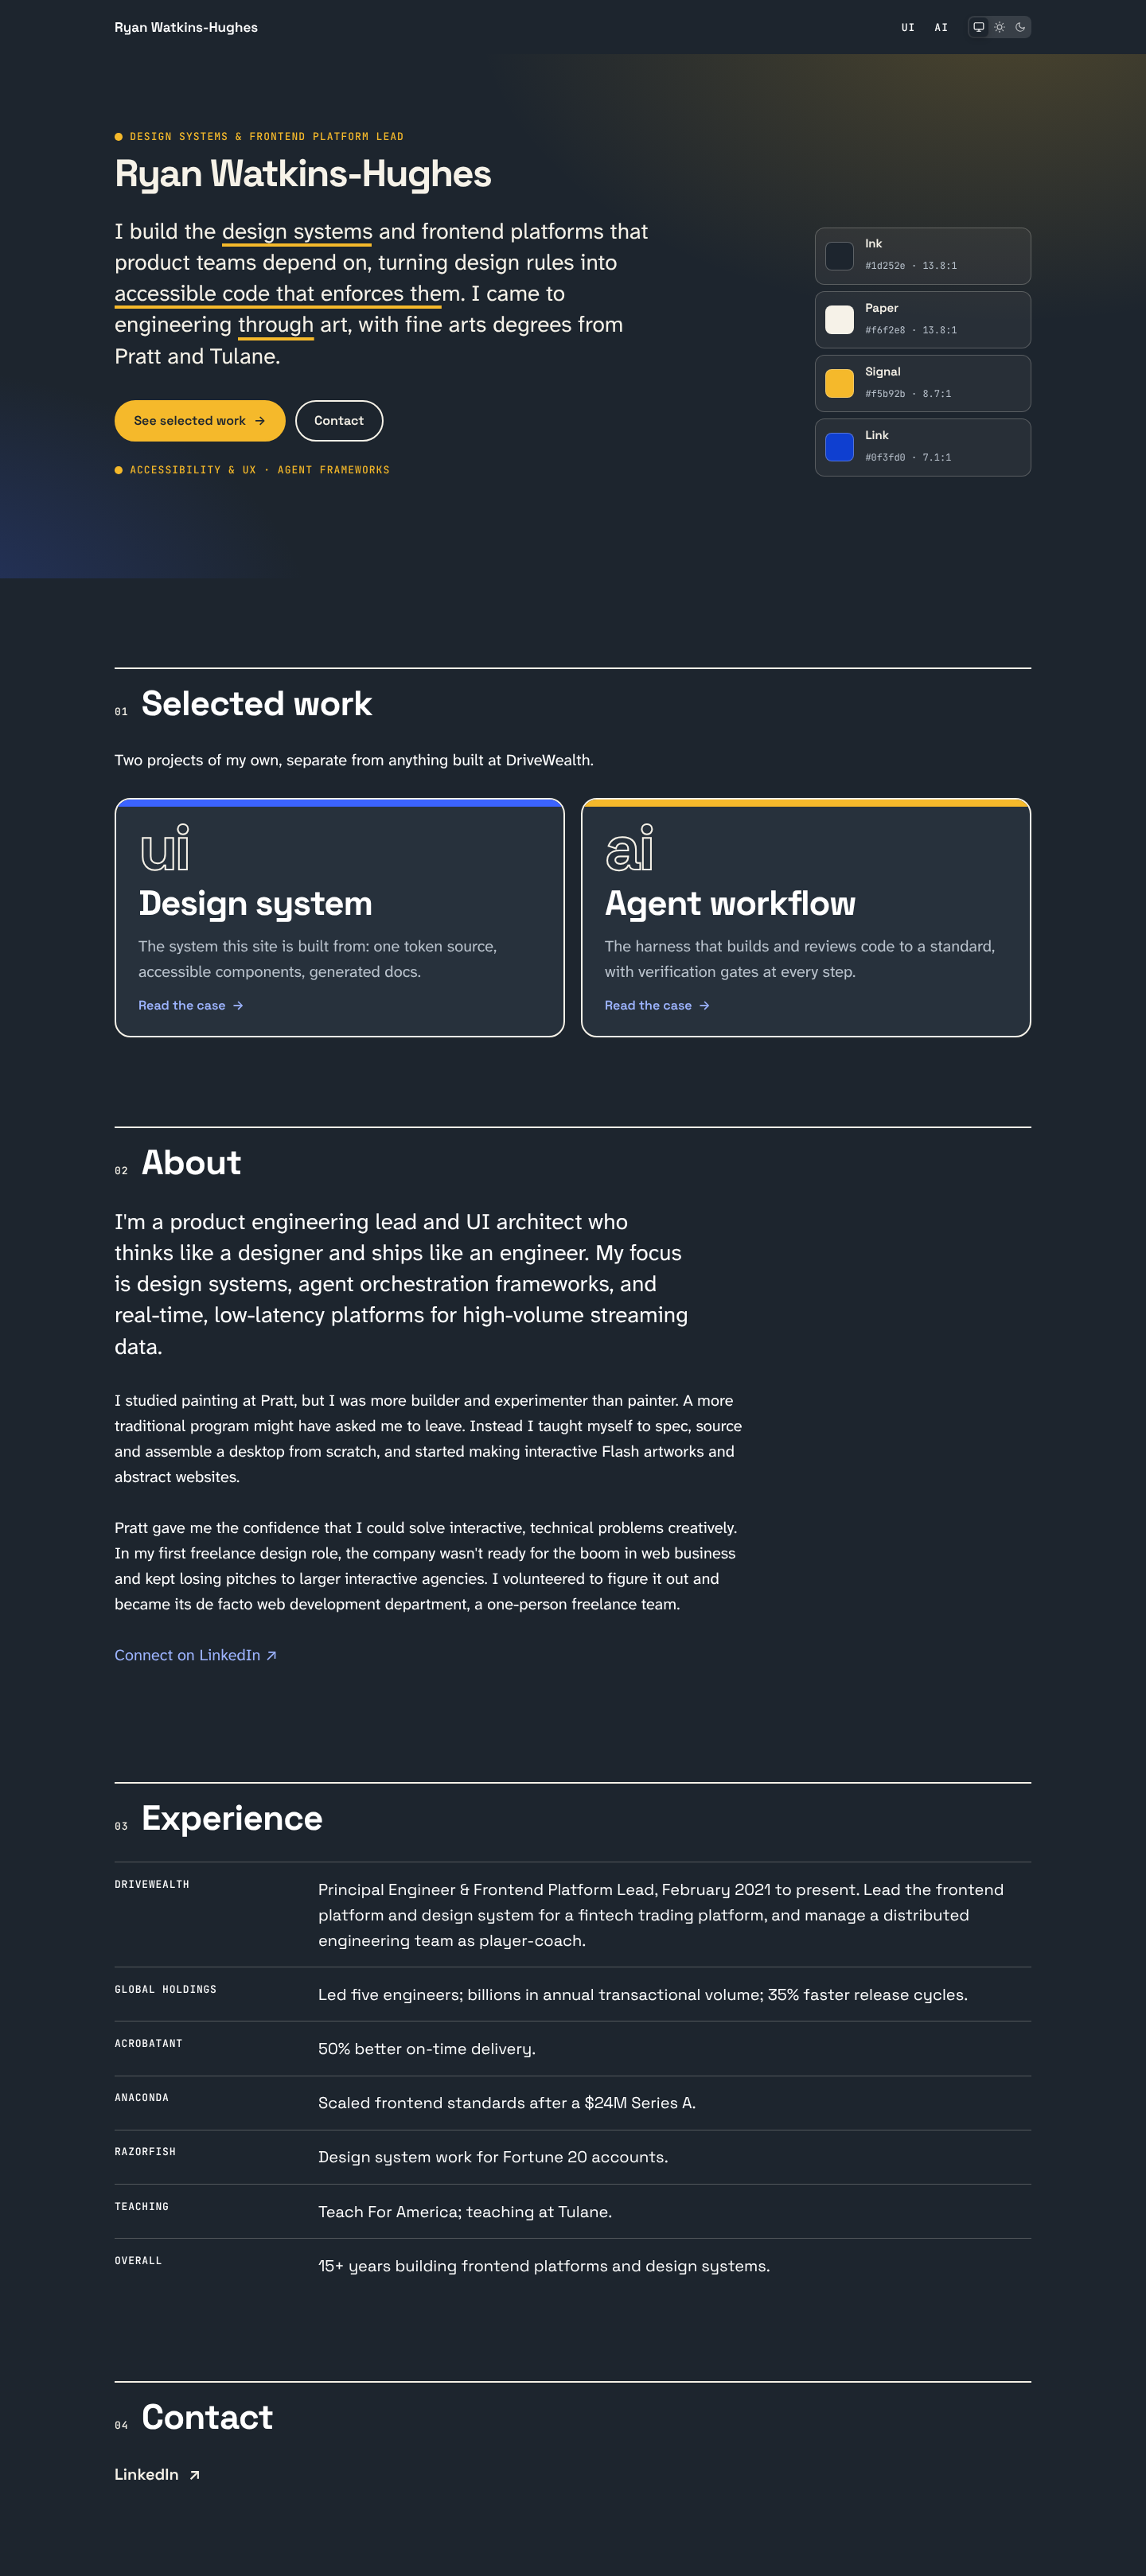 Ryan Watkins-Hughes
UI AI
DESIGN SYSTEMS & FRONTEND PLATFORM LEAD
Ryan Watkins-Hughes
I build the design systems and frontend platforms that
product teams depend on, turning design rules into
accessible code that enforces them. I came to
engineering through art, with fine arts degrees from
Pratt and Tulane.
See selected work →
Contact
ACCESSIBILITY & UX · AGENT FRAMEWORKS
Ink
#1d252e · 13.8:1
Paper
#f6f2e8 · 13.8:1
Signal
#f5b92b · 8.7:1
Link
#0f3fd0 · 7.1:1
01 Selected work
Two projects of my own, separate from anything built at DriveWealth.
ui
Design system
The system this site is built from: one token source,
accessible components, generated docs.
Read the case →
ai
Agent workflow
The harness that builds and reviews code to a standard,
with verification gates at every step.
Read the case →
02 About
I'm a product engineering lead and UI architect who
thinks like a designer and ships like an engineer. My focus
is design systems, agent orchestration frameworks, and
real-time, low-latency platforms for high-volume streaming
data.
I studied painting at Pratt, but I was more builder and experimenter than painter. A more
traditional program might have asked me to leave. Instead I taught myself to spec, source
and assemble a desktop from scratch, and started making interactive Flash artworks and
abstract websites.
Pratt gave me the confidence that I could solve interactive, technical problems creatively.
In my first freelance design role, the company wasn't ready for the boom in web business
and kept losing pitches to larger interactive agencies. I volunteered to figure it out and
became its de facto web development department, a one-person freelance team.
Connect on LinkedIn ↗
03 Experience
DRIVEWEALTH
Principal Engineer & Frontend Platform Lead, February 2021 to present. Lead the frontend
platform and design system for a fintech trading platform, and manage a distributed
engineering team as player-coach.
GLOBAL HOLDINGS
Led five engineers; billions in annual transactional volume; 35% faster release cycles.
ACROBATANT
50% better on-time delivery.
ANACONDA
Scaled frontend standards after a $24M Series A.
RAZORFISH
Design system work for Fortune 20 accounts.
TEACHING
Teach For America; teaching at Tulane.
OVERALL
15+ years building frontend platforms and design systems.
04 Contact
LinkedIn ↗